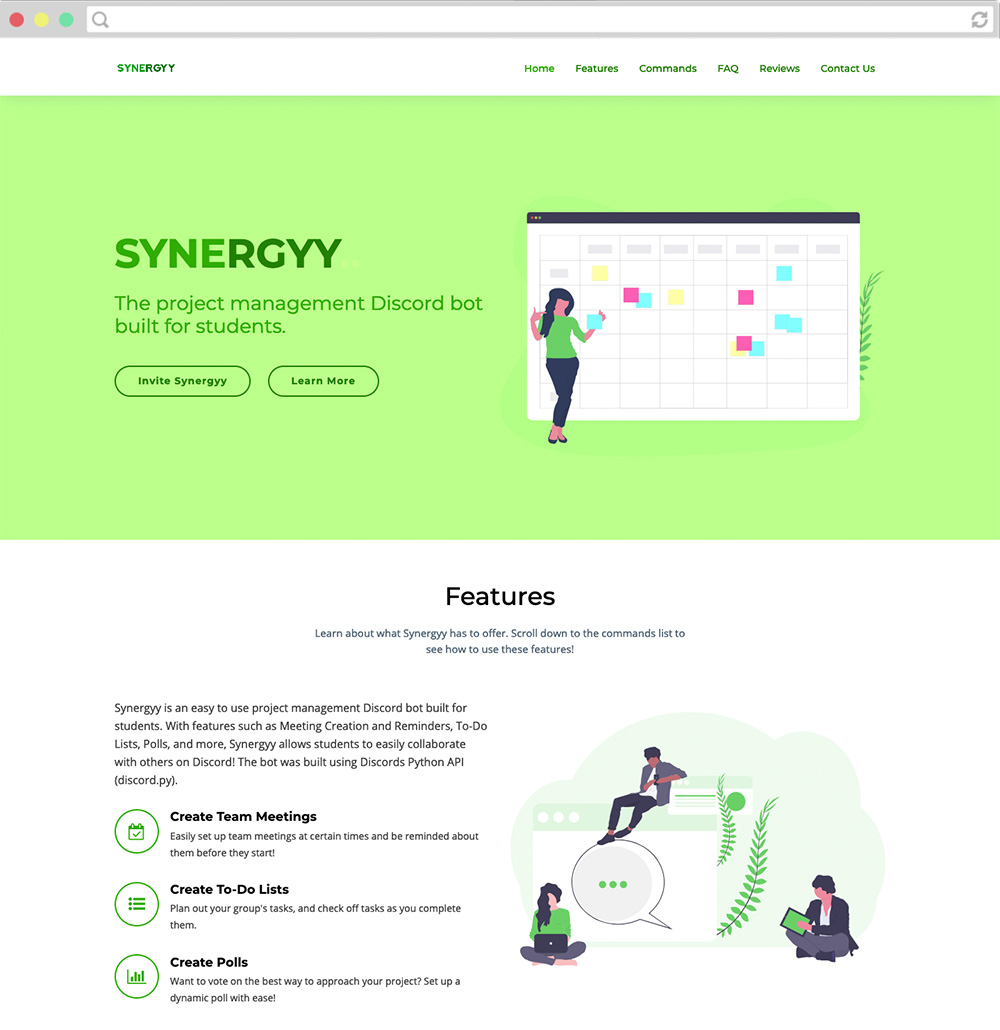 SYNERGYY
Home Features Commands FAQ Reviews Contact Us
SYNERGYY
The project management Discord bot
built for students.
Invite Synergyy Learn More
Features
Learn about what Synergyy has to offer. Scroll down to the commands list to
see how to use these features!
Synergyy is an easy to use project management Discord bot built for
students. With features such as Meeting Creation and Reminders, To-Do
Lists, Polls, and more, Synergyy allows students to easily collaborate
with others on Discord! The bot was built using Discords Python API
(discord.py).
Create Team Meetings
Easily set up team meetings at certain times and be reminded about
them before they start!
Create To-Do Lists
Plan out your group's tasks, and check off tasks as you complete
them.
Create Polls
Want to vote on the best way to approach your project? Set up a
dynamic poll with ease!